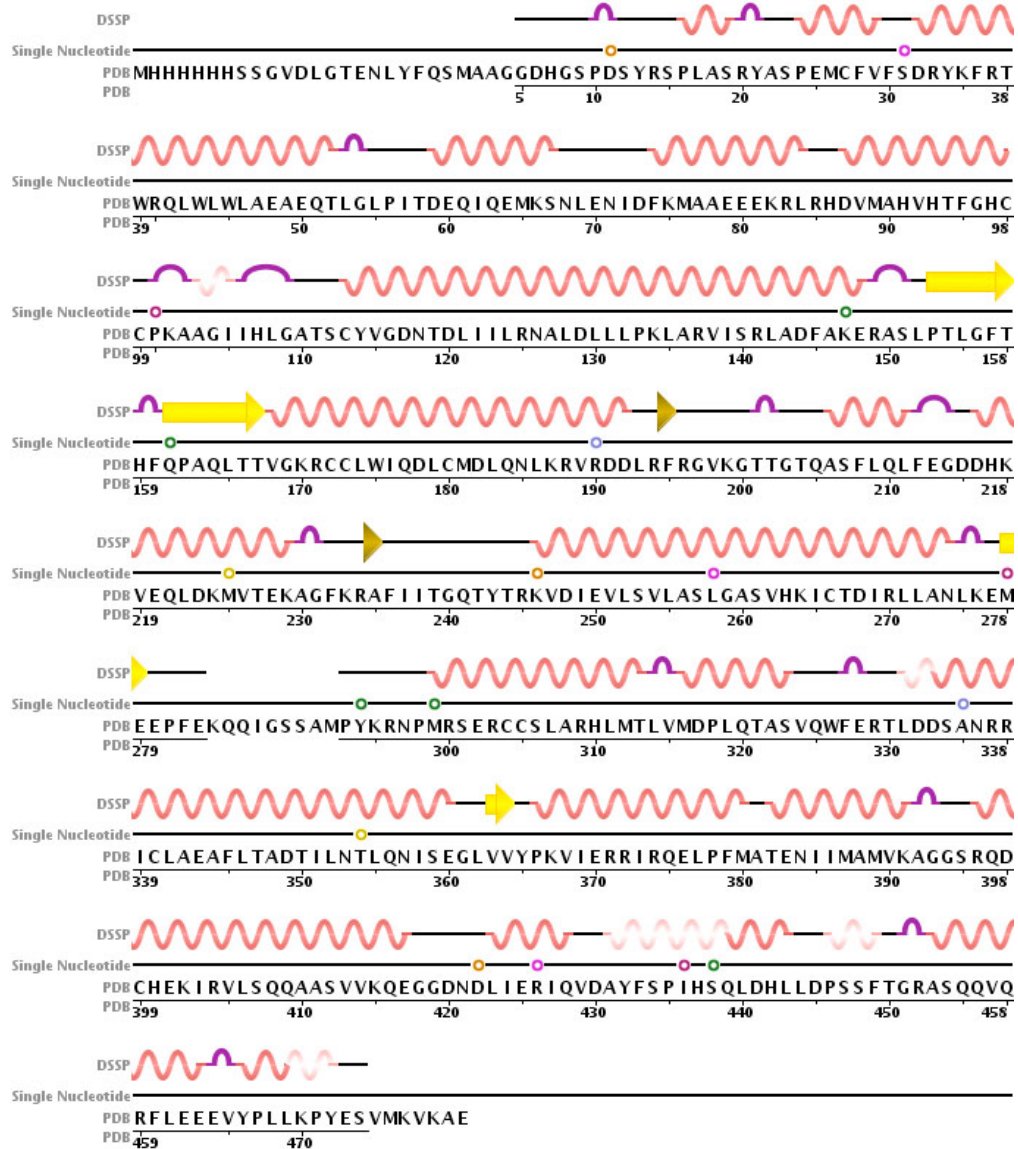 DSSP
Single Nucleotide
PDB MHHHHHHSSGVDLGTENLYFQSMAAGGDHGSPDSYRSPLASRYASPEMCFVFSDRYKFRT
PDB 5 10 20 30 38
DSSP
Single Nucleotide
PDB WRQLWLWLAEAEQTLGLPITDEQIQEMKSNLENIDFKMAAEEEKRLRHDVMAHVHTFGHC
PDB 39 50 60 70 80 90 98
DSSP
Single Nucleotide
PDB CPKAAGIIHLGATSCYVGDNTDLIILRNALDLLLPKLARVISRLADFAKERASLPTLGFT
PDB 99 110 120 130 140 150 158
DSSP
Single Nucleotide
PDB HFQPAQLTTVGKRCCLWIQDLCMDLQNLKRVRDDLRFRGVKGTTGTQASFLQLFEGDDHK
PDB 159 170 180 190 200 210 218
DSSP
Single Nucleotide
PDB VEQLDKMVTEKAGFKRAFIITGQTYTRKVDIEVLSVLASLGASVHKICTDIRLLANLKEM
PDB 219 230 240 250 260 270 278
DSSP
Single Nucleotide
PDB EEPFEKQQIGSSAMPYKRNPMRSERCCSLARHLMTLVMDPLQTASVQWFERTLDDSANRR
PDB 279 300 310 320 330 338
DSSP
Single Nucleotide
PDB ICLAEAFLTADTILNTLQNISEGLVVYPKVIERRIRQELPFMATENIIMAMVKAGGSRQD
PDB 339 350 360 370 380 390 398
DSSP
Single Nucleotide
PDB CHEKIRVLSQQAASVVKQEGGDNDLIERIQVDAYFSPIHSQLDHLLDPSSFTGRASQQVQ
PDB 399 410 420 430 440 450 458
DSSP
Single Nucleotide
PDB RFLEEEVYPLLKPYESVMKVKAE
PDB 459 470